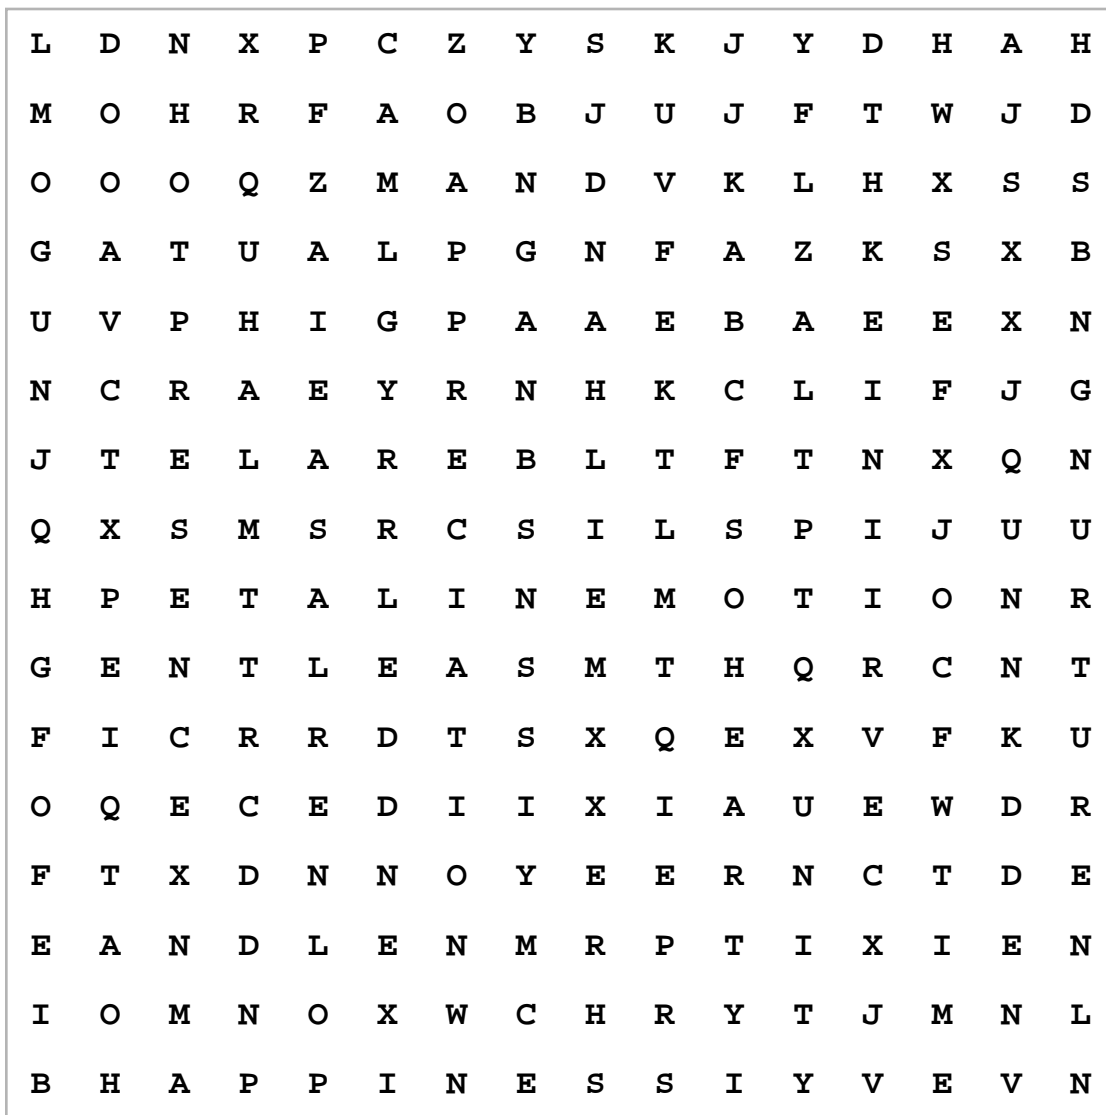 L D N X P C Z Y S K J Y D H A H
M O H R F A O B J U J F T W J D
O O O Q Z M A N D V K L H X S S
G A T U A L P G N F A Z K S X B
U V P H I G P A A E B A E E X N
N C R A E Y R N H K C L I F J G
J T E L A R E B L T F T N X Q N
Q X S M S R C S I L S P I J U U
H P E T A L I N E M O T I O N R
G E N T L E A S M T H Q R C N T
F I C R R D T S X Q E X V F K U
O Q E C E D I I X I A U E W D R
F T X D N N O Y E E R N C T D E
E A N D L E N M R P T I X I E N
I O M N O X W C H R Y T J M N L
B H A P P I N E S S I Y V E V N